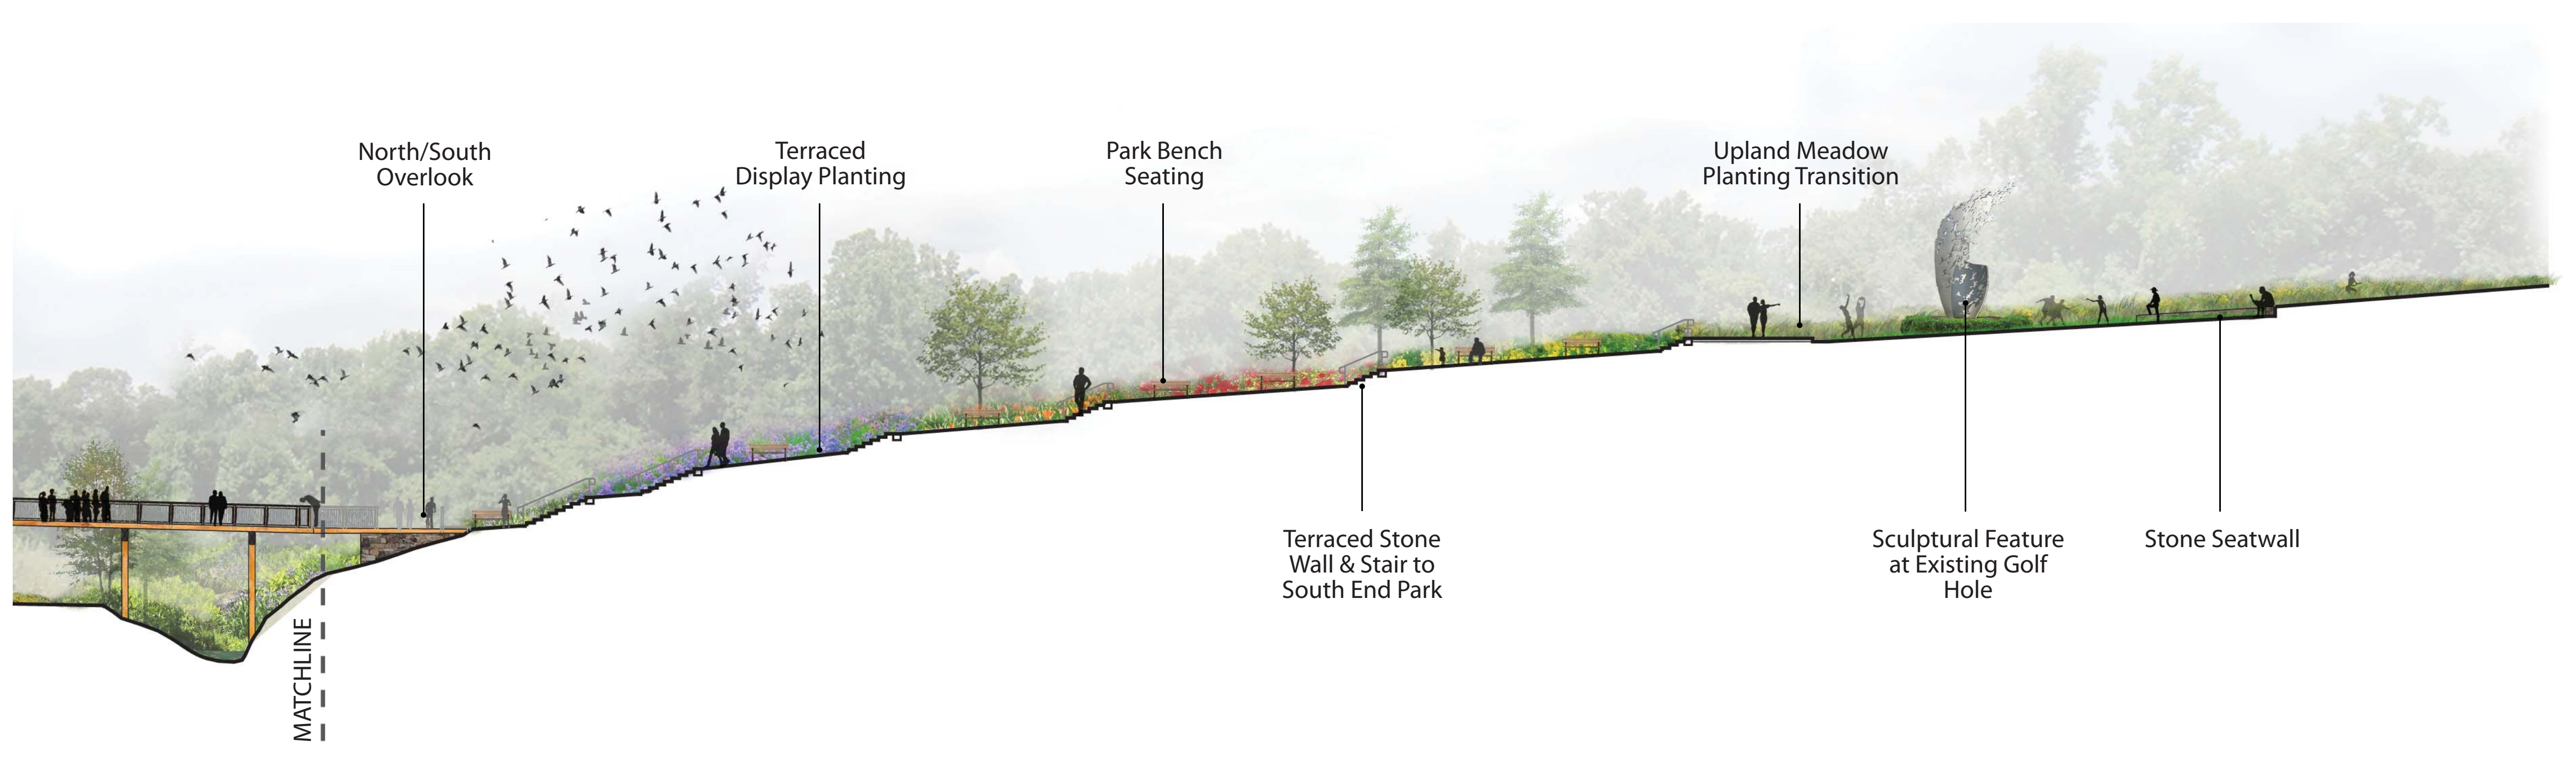 North/South
Overlook
Terraced
Display Planting
Park Bench
Seating
Upland Meadow
Planting Transition
Terraced Stone
Wall & Stair to
South End Park
Sculptural Feature
at Existing Golf
Hole
Stone Seatwall
MATCHLINE